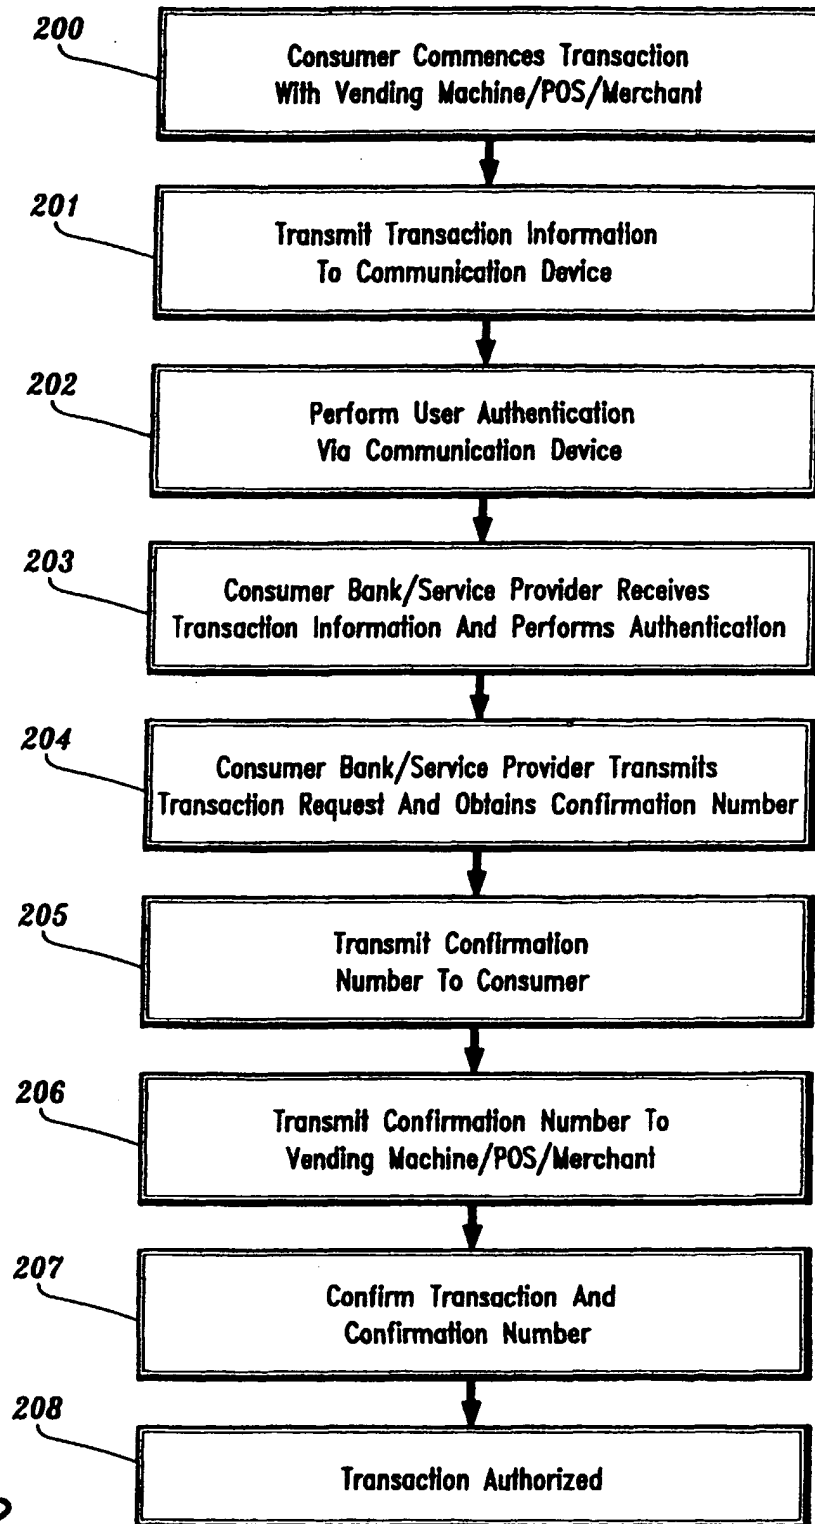 200
Consumer Commences Transaction
With Vending Machine/POS/Merchant
201
Transmit Transaction Information
To Communication Device
202
Perform User Authentication
Via Communication Device
203
Consumer Bank/Service Provider Receives
Transaction Information And Performs Authentication
204
Consumer Bank/Service Provider Transmits
Transaction Request And Obtains Confirmation Number
205
Transmit Confirmation
Number To Consumer
206
Transmit Confirmation Number To
Vending Machine/POS/Merchant
207
Confirm Transaction And
Confirmation Number
208
Transaction Authorized